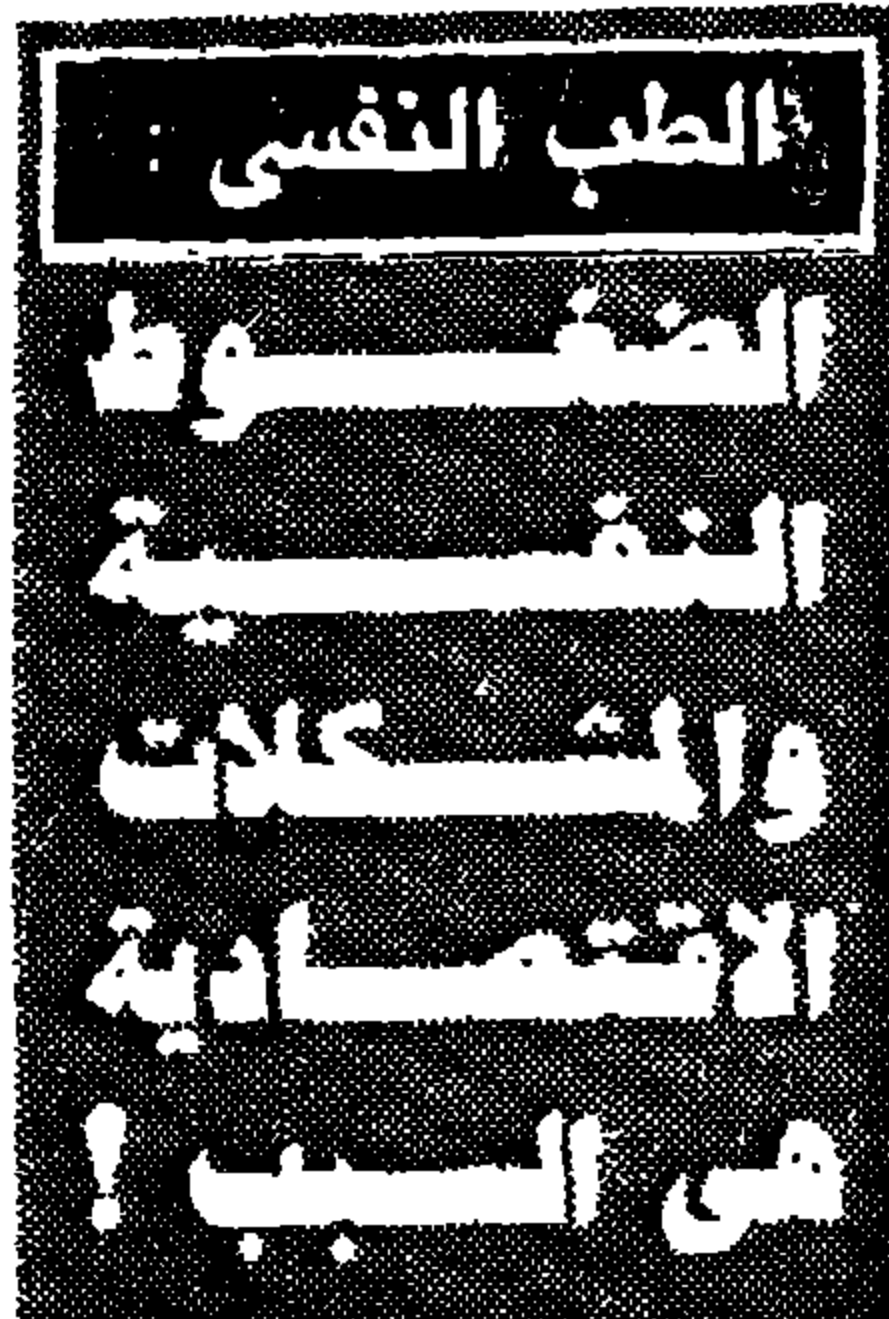 الطب النفسى :
الضغوط
النفسية
والمشكلات
الاقتصادية
هى السبب !